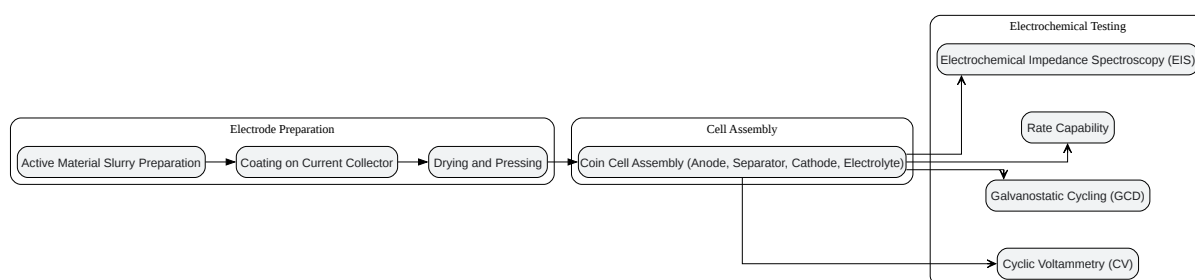 Electrode Preparation
Active Material Slurry Preparation
Coating on Current Collector
Drying and Pressing
Cell Assembly
Coin Cell Assembly (Anode, Separator, Cathode, Electrolyte)
Electrochemical Testing
Electrochemical Impedance Spectroscopy (EIS)
Rate Capability
Galvanostatic Cycling (GCD)
Cyclic Voltammetry (CV)